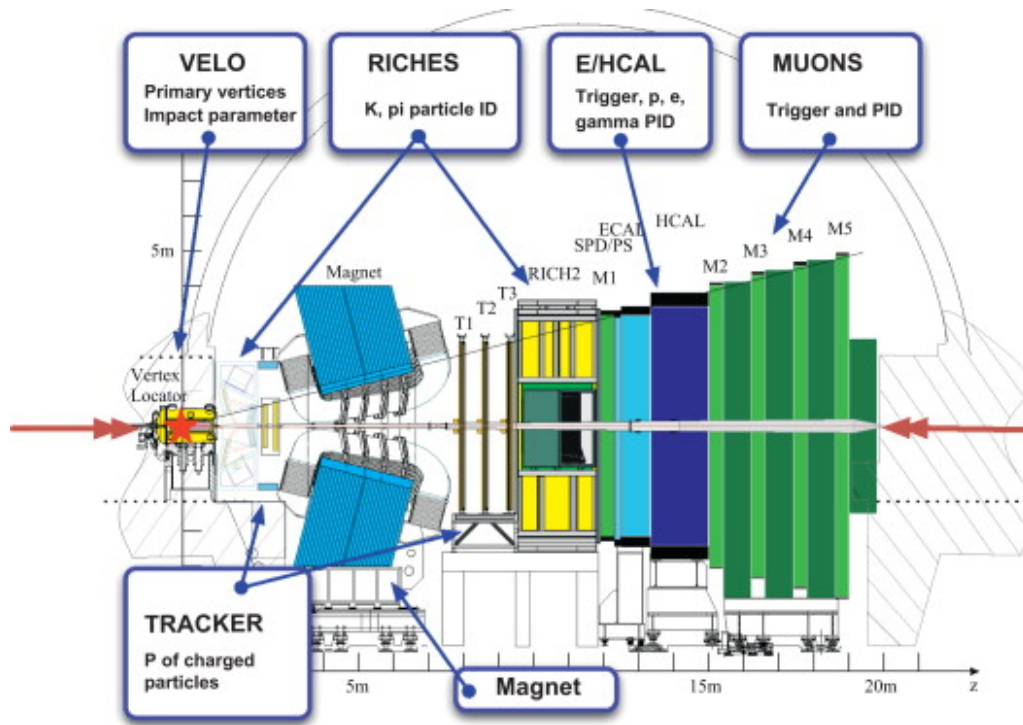 VELO
Primary vertices
Impact parameter
RICHES
K, pi particle ID
E/HCAL
Trigger, p, e,
gamma PID
MUONS
Trigger and PID
5m
Magnet
T1
T2
T3
RICH2
M1
SPD/PS
ECAL
HCAL
M2
M3
M4
M5
Vertex
Locator
TRACKER
P of charged
particles
Magnet
5m
15m
20m
z